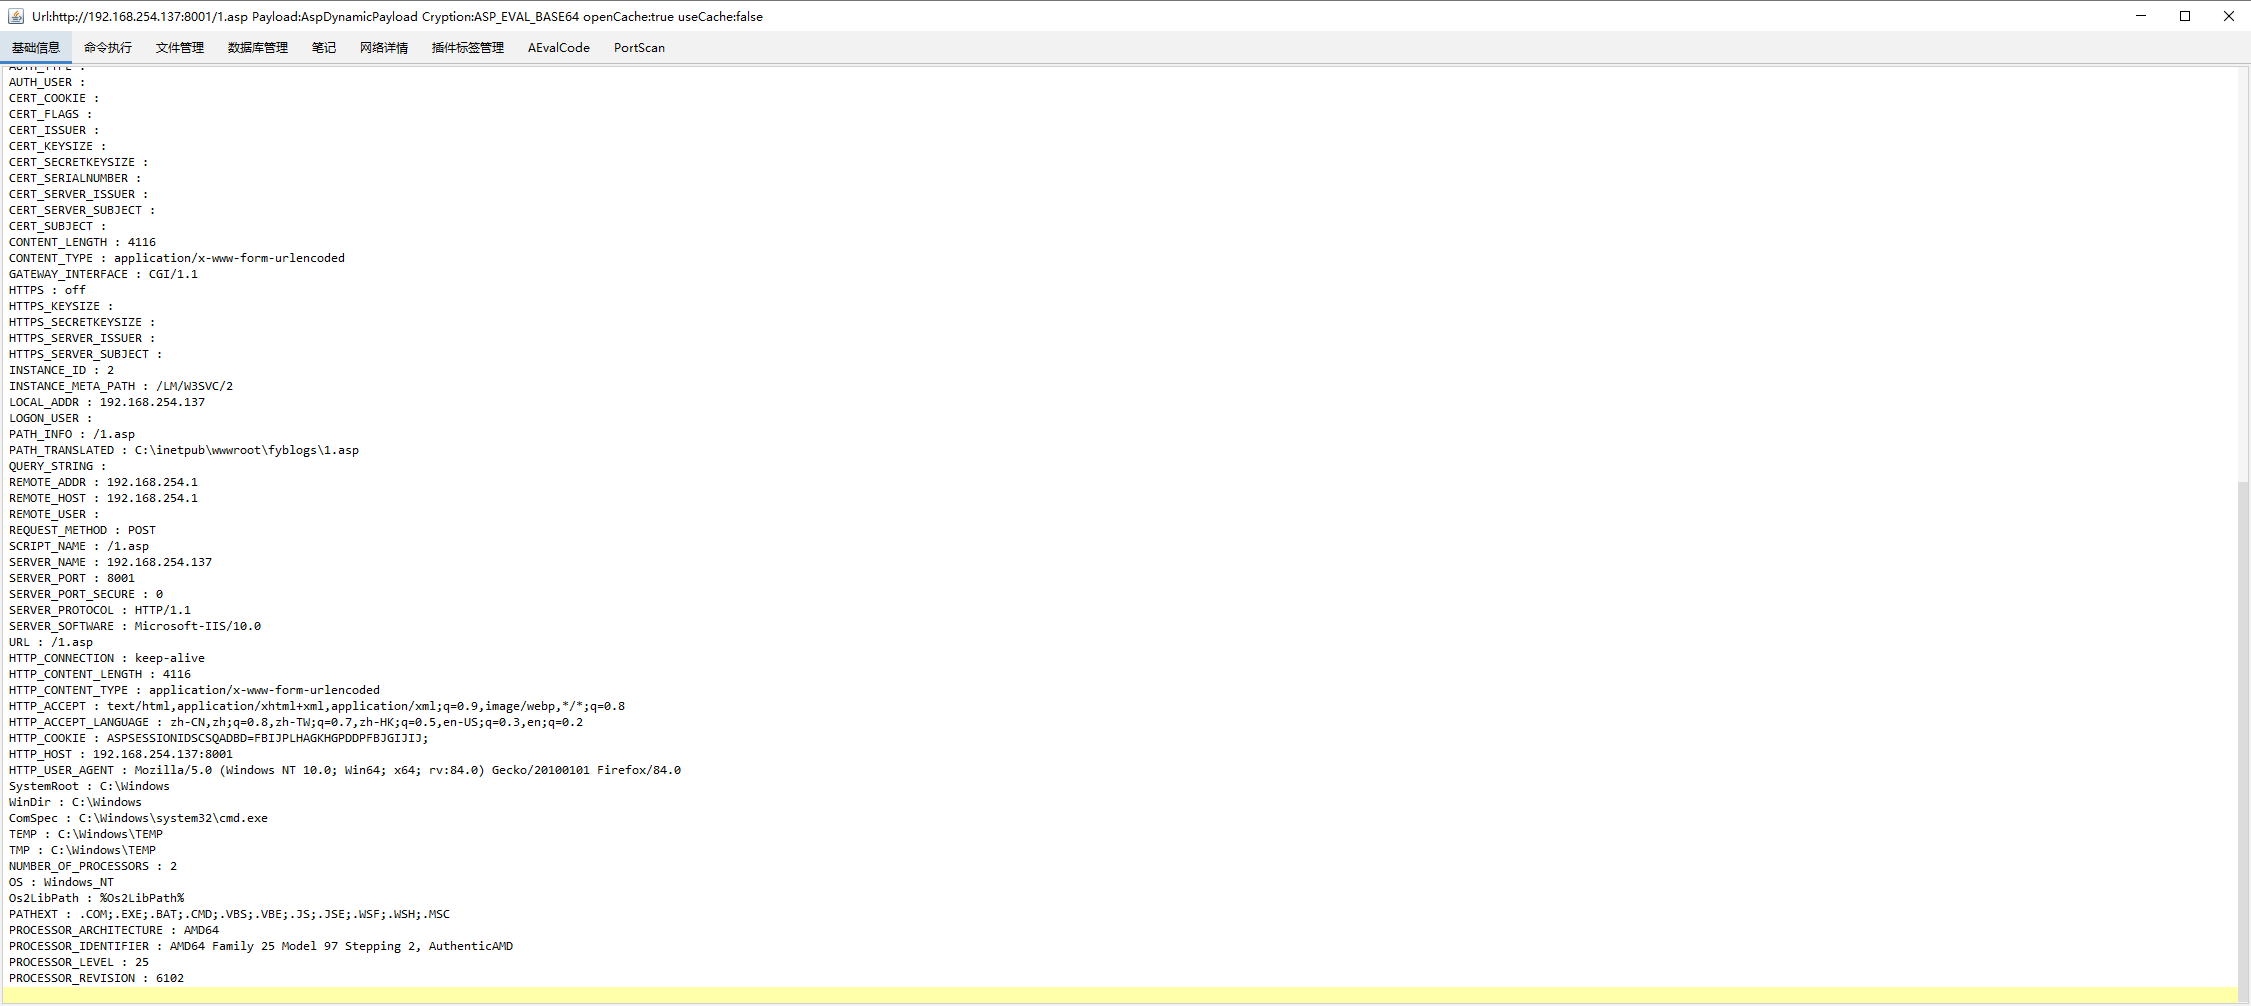 Url:http://192.168.254.137:8001/1.asp Payload:AspDynamicPayload Cryption:ASP_EVAL_BASE64 openCache:true useCache:false
基础信息 命令执行 文件管理 数据库管理 笔记 网络详情 插件标签管理 AEvalCode PortScan
AUTH_TYPE :
AUTH_USER :
CERT_COOKIE :
CERT_FLAGS :
CERT_ISSUER :
CERT_KEYSIZE :
CERT_SECRETKEYSIZE :
CERT_SERIALNUMBER :
CERT_SERVER_ISSUER :
CERT_SERVER_SUBJECT :
CERT_SUBJECT :
CONTENT_LENGTH : 4116
CONTENT_TYPE : application/x-www-form-urlencoded
GATEWAY_INTERFACE : CGI/1.1
HTTPS : off
HTTPS_KEYSIZE :
HTTPS_SECRETKEYSIZE :
HTTPS_SERVER_ISSUER :
HTTPS_SERVER_SUBJECT :
INSTANCE_ID : 2
INSTANCE_META_PATH : /LM/W3SVC/2
LOCAL_ADDR : 192.168.254.137
LOGON_USER :
PATH_INFO : /1.asp
PATH_TRANSLATED : C:\inetpub\wwwroot\fyblogs\1.asp
QUERY_STRING :
REMOTE_ADDR : 192.168.254.1
REMOTE_HOST : 192.168.254.1
REMOTE_USER :
REQUEST_METHOD : POST
SCRIPT_NAME : /1.asp
SERVER_NAME : 192.168.254.137
SERVER_PORT : 8001
SERVER_PORT_SECURE : 0
SERVER_PROTOCOL : HTTP/1.1
SERVER_SOFTWARE : Microsoft-IIS/10.0
URL : /1.asp
HTTP_CONNECTION : keep-alive
HTTP_CONTENT_LENGTH : 4116
HTTP_CONTENT_TYPE : application/x-www-form-urlencoded
HTTP_ACCEPT : text/html,application/xhtml+xml,application/xml;q=0.9,image/webp,*/*;q=0.8
HTTP_ACCEPT_LANGUAGE : zh-CN,zh;q=0.8,zh-TW;q=0.7,zh-HK;q=0.5,en-US;q=0.3,en;q=0.2
HTTP_COOKIE : ASPSESSIONIDSCSQADBD=FBIJPLHAGKHGPDDPFBJGIJIJ;
HTTP_HOST : 192.168.254.137:8001
HTTP_USER_AGENT : Mozilla/5.0 (Windows NT 10.0; Win64; x64; rv:84.0) Gecko/20100101 Firefox/84.0
SystemRoot : C:\Windows
WinDir : C:\Windows
ComSpec : C:\Windows\system32\cmd.exe
TEMP : C:\Windows\TEMP
TMP : C:\Windows\TEMP
NUMBER_OF_PROCESSORS : 2
OS : Windows_NT
Os2LibPath : %Os2LibPath%
PATHEXT : .COM;.EXE;.BAT;.CMD;.VBS;.VBE;.JS;.JSE;.WSF;.WSH;.MSC
PROCESSOR_ARCHITECTURE : AMD64
PROCESSOR_IDENTIFIER : AMD64 Family 25 Model 97 Stepping 2, AuthenticAMD
PROCESSOR_LEVEL : 25
PROCESSOR_REVISION : 6102